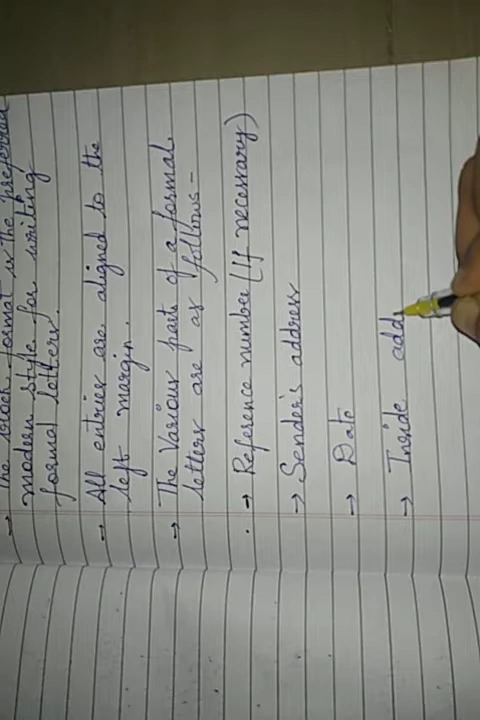 → The block format is the preferred
modern style for writing
formal letters.
→ All entries are aligned to the
left margin.
→ The Various parts of a formal
letters are as follows -
→ Reference number (If necessary)
→ Sender's address
→ Date
→ Inside add